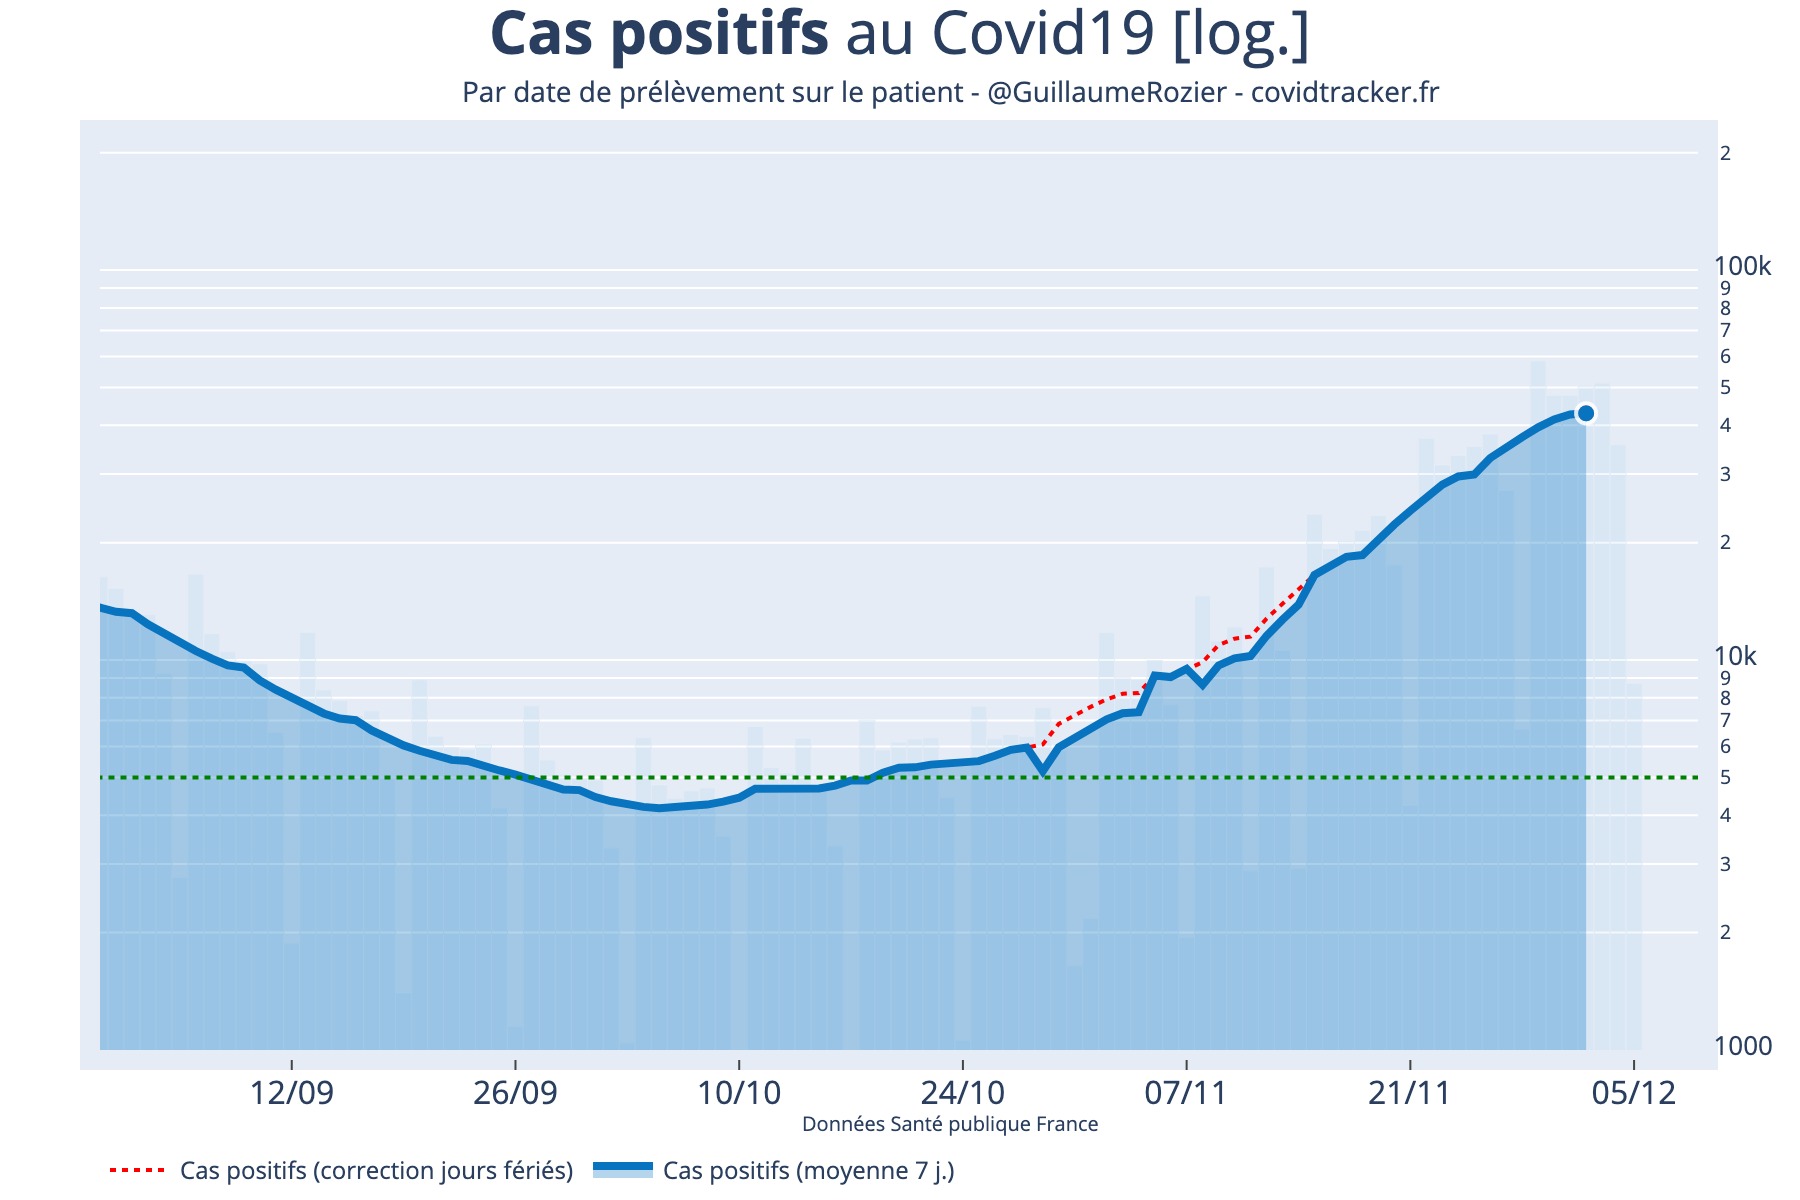 Cas positifs au Covid19 [log.]
Par date de prélèvement sur le patient - @GuillaumeRozier - covidtracker.fr
2
100k
9
8
7
6
5
4
3
2
10k
9
8
7
6
5
4
3
2
1000
12/09 26/09 10/10 24/10 07/11 21/11 05/12
Données Santé publique France
Cas positifs (correction jours fériés) Cas positifs (moyenne 7 j.)